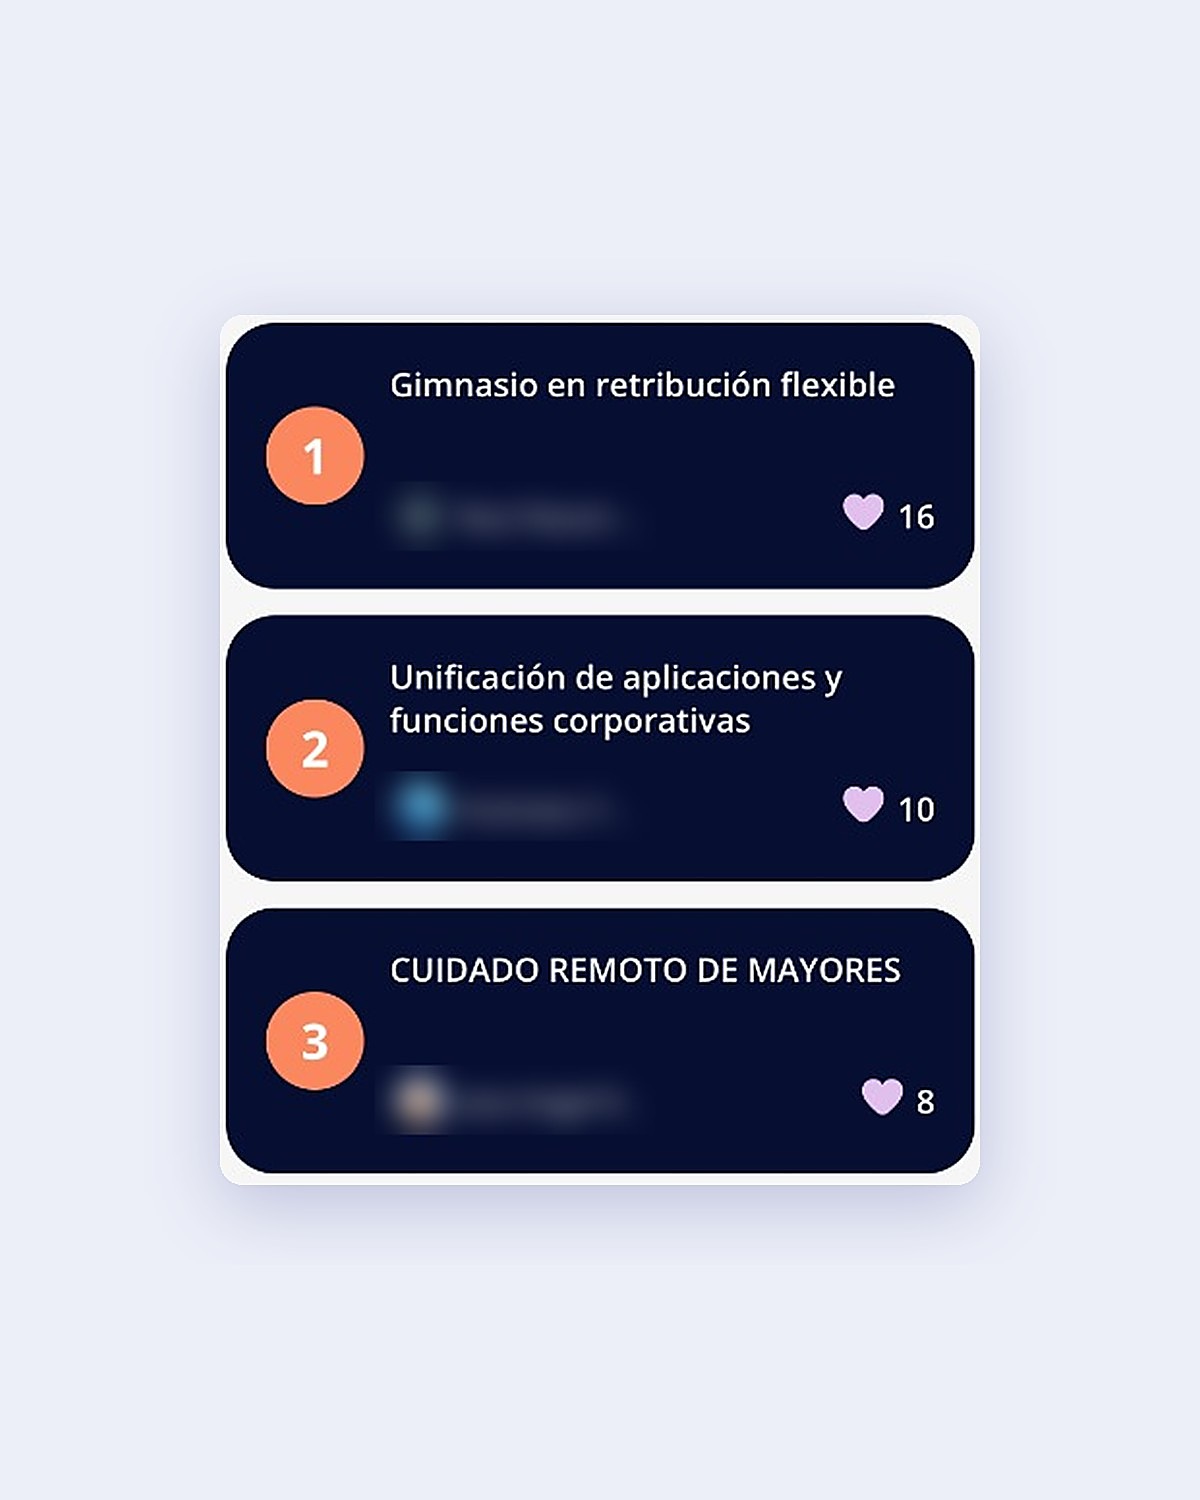 Gimnasio en retribución flexible
1
16
Unificación de aplicaciones y
funciones corporativas
2
10
CUIDADO REMOTO DE MAYORES
3
8